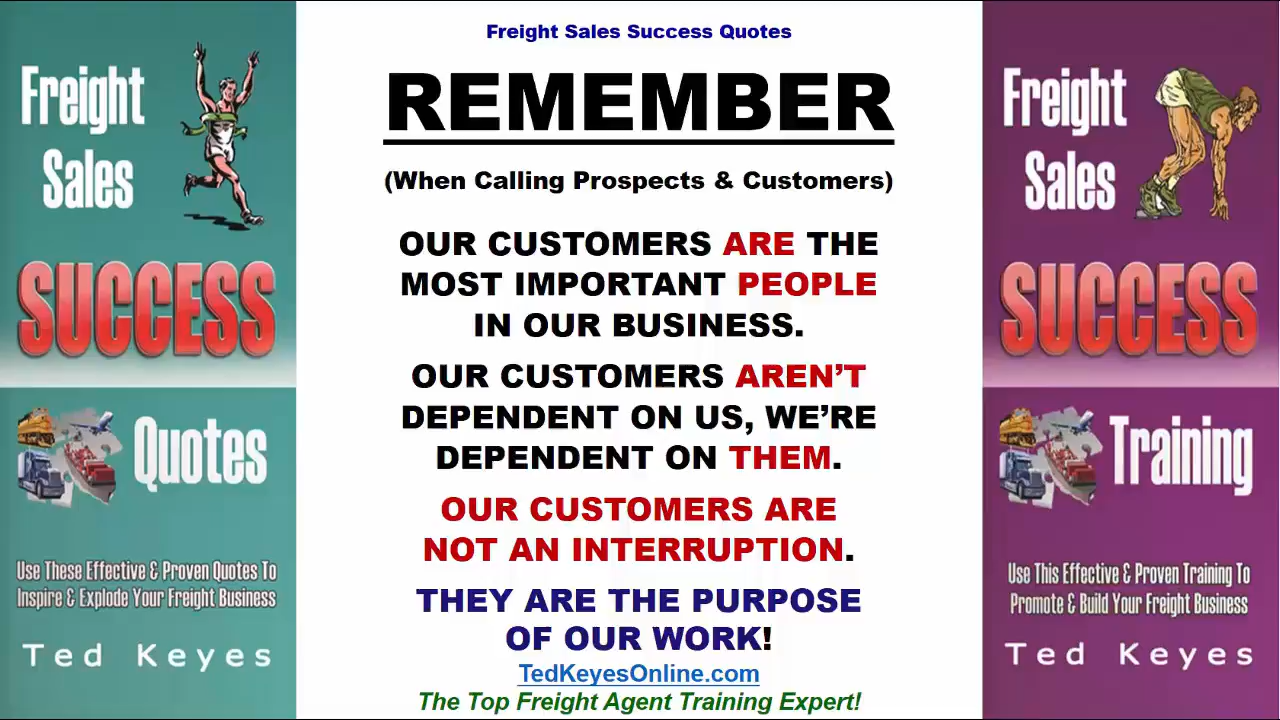 Freight
Sales
SUCCESS
Quotes
Use These Effective & Proven Quotes To
Inspire & Explode Your Freight Business
Ted Keyes
Freight Sales Success Quotes
REMEMBER
(When Calling Prospects & Customers)
OUR CUSTOMERS ARE THE
MOST IMPORTANT PEOPLE
IN OUR BUSINESS.
OUR CUSTOMERS AREN’T
DEPENDENT ON US, WE’RE
DEPENDENT ON THEM.
OUR CUSTOMERS ARE
NOT AN INTERRUPTION.
THEY ARE THE PURPOSE
OF OUR WORK!
TedKeyesOnline.com
The Top Freight Agent Training Expert!
Freight
Sales
SUCCESS
Training
Use This Effective & Proven Training To
Promote & Build Your Freight Business
Ted Keyes